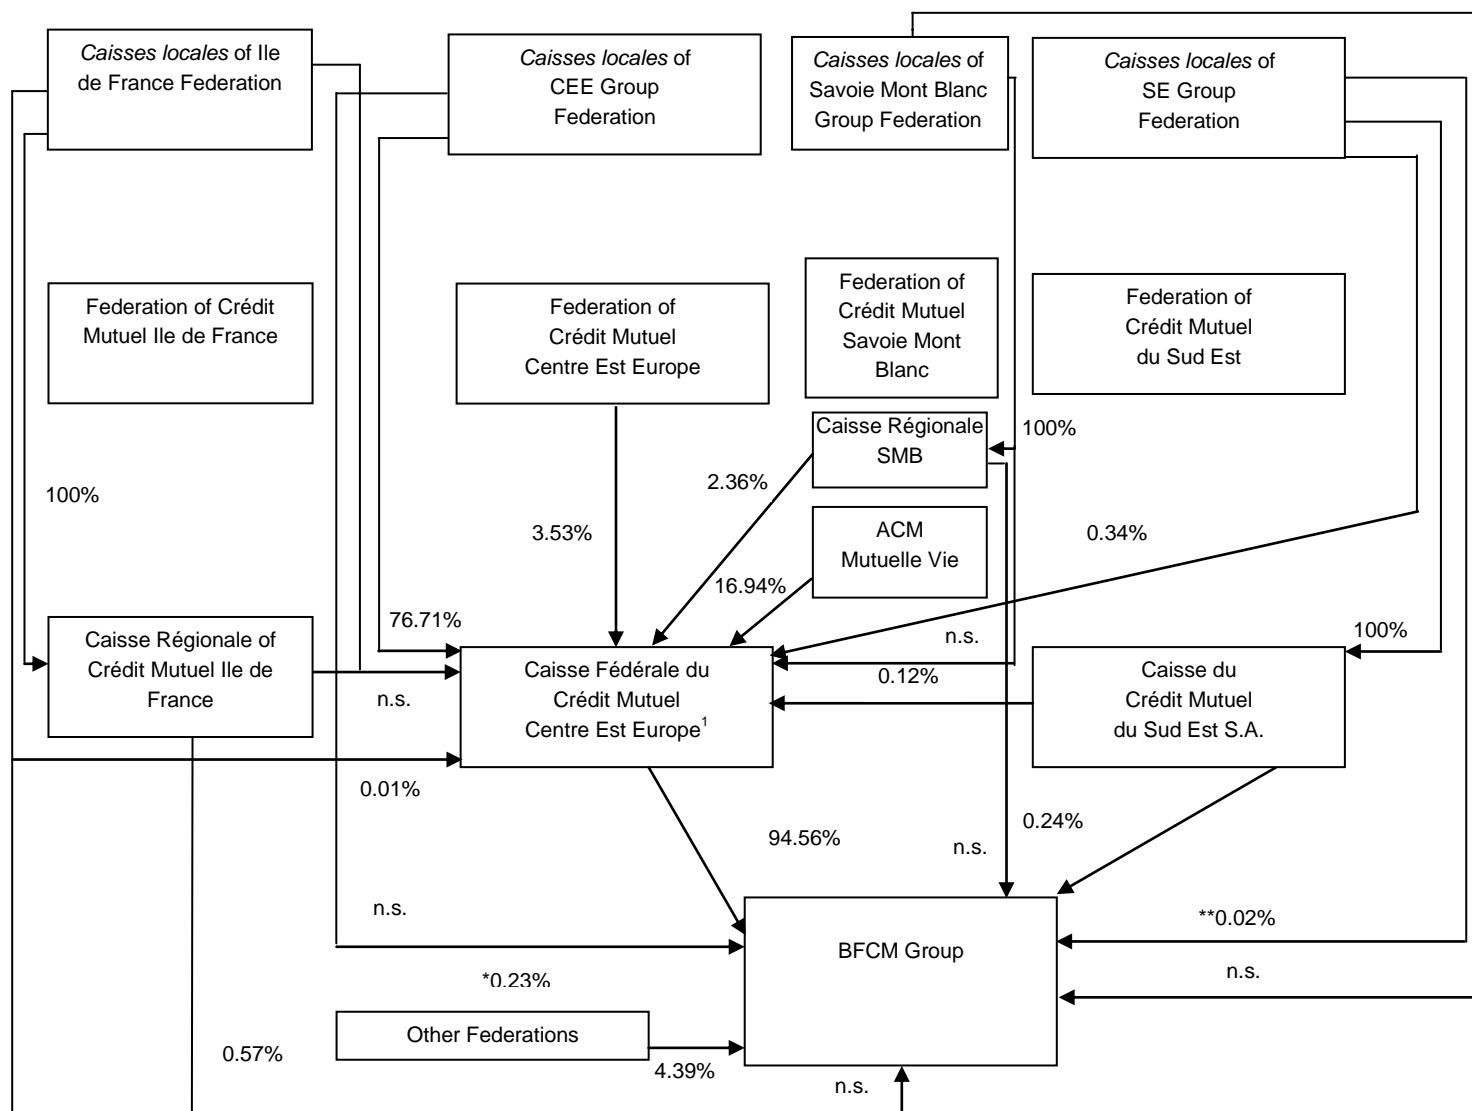 Caisses locales of Ile
de France Federation
Caisses locales of
CEE Group
Federation
Caisses locales of
Savoie Mont Blanc
Group Federation
Caisses locales of
SE Group
Federation
Federation of Crédit
Mutuel Ile de France
Federation of
Crédit Mutuel
Centre Est Europe
Federation of
Crédit Mutuel
Savoie Mont
Blanc
Federation of
Crédit Mutuel
du Sud Est
Caisse Régionale
SMB
100%
2.36%
100%
3.53%
ACM
Mutuelle Vie
0.34%
16.94%
76.71%
n.s.
100%
Caisse Régionale of
Crédit Mutuel Ile de
France
n.s.
Caisse Fédérale du
Crédit Mutuel
Centre Est Europe1
0.12%
Caisse du
Crédit Mutuel
du Sud Est S.A.
0.01%
94.56%
0.24%
n.s.
n.s.
**0.02%
BFCM Group
*0.23%
n.s.
Other Federations
0.57%
4.39%
n.s.